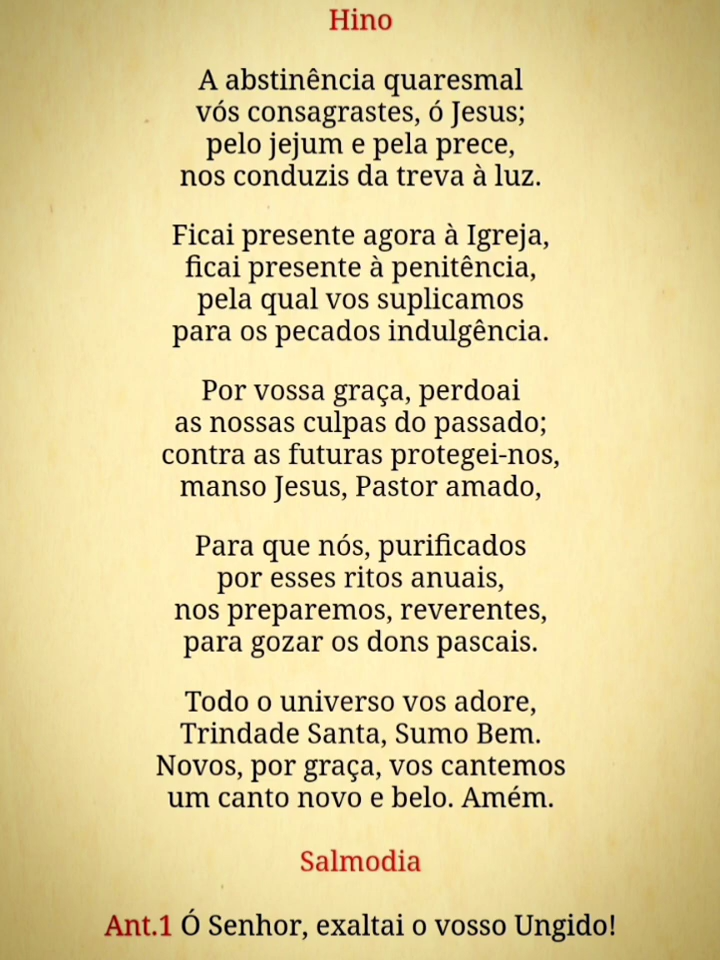 Hino
A abstinência quaresmal
vós consagrastes, ó Jesus;
pelo jejum e pela prece,
nos conduzis da treva à luz.
Ficai presente agora à Igreja,
ficai presente à penitência,
pela qual vos suplicamos
para os pecados indulgência.
Por vossa graça, perdoai
as nossas culpas do passado;
contra as futuras protegei-nos,
manso Jesus, Pastor amado,
Para que nós, purificados
por esses ritos anuais,
nos preparemos, reverentes,
para gozar os dons pascais.
Todo o universo vos adore,
Trindade Santa, Sumo Bem.
Novos, por graça, vos cantemos
um canto novo e belo. Amém.
Salmodia
Ant.1 Ó Senhor, exaltai o vosso Ungido!